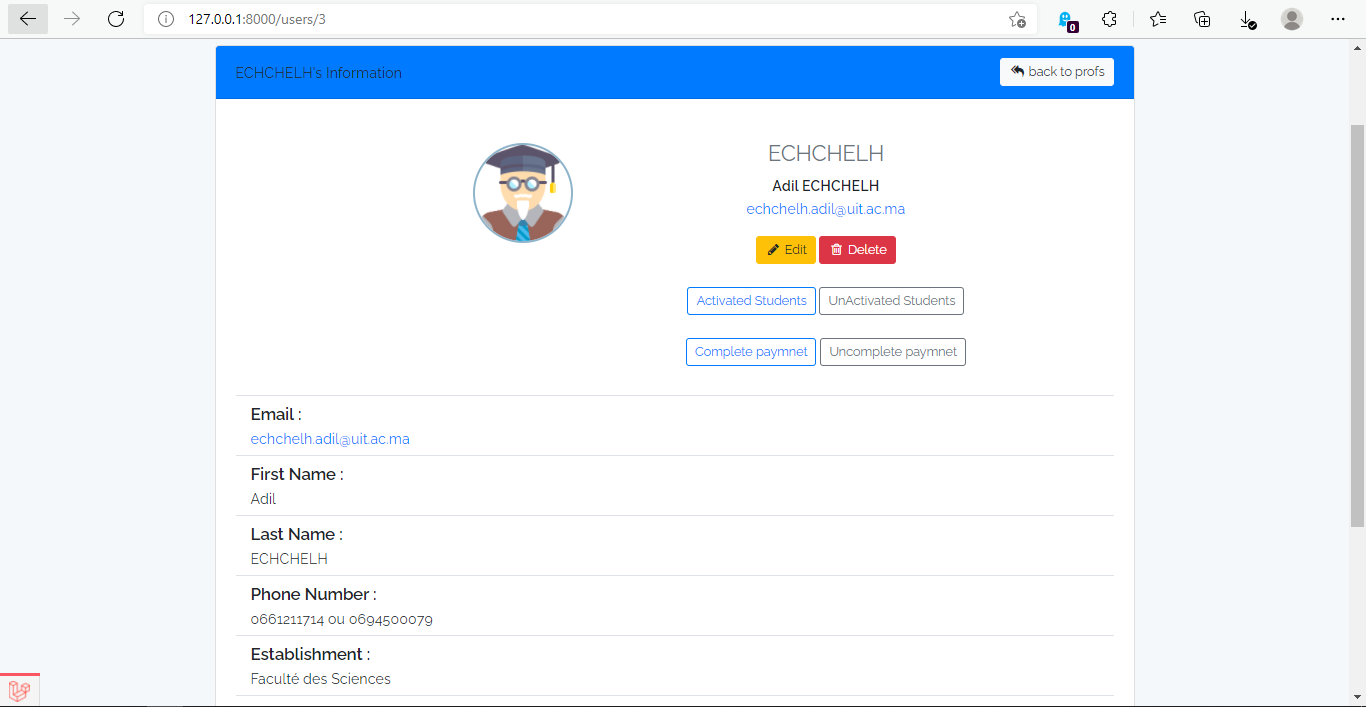 127.0.0.1:8000/users/3
0
ECHCHELH's Information
back to profs
ECHCHELH
Adil ECHCHELH
echchelh.adil@uit.ac.ma
Edit Delete
Activated Students UnActivated Students
Complete paymnet Uncomplete paymnet
Email :
echchelh.adil@uit.ac.ma
First Name :
Adil
Last Name :
ECHCHELH
Phone Number :
0661211714 ou 0694500079
Establishment :
Faculté des Sciences